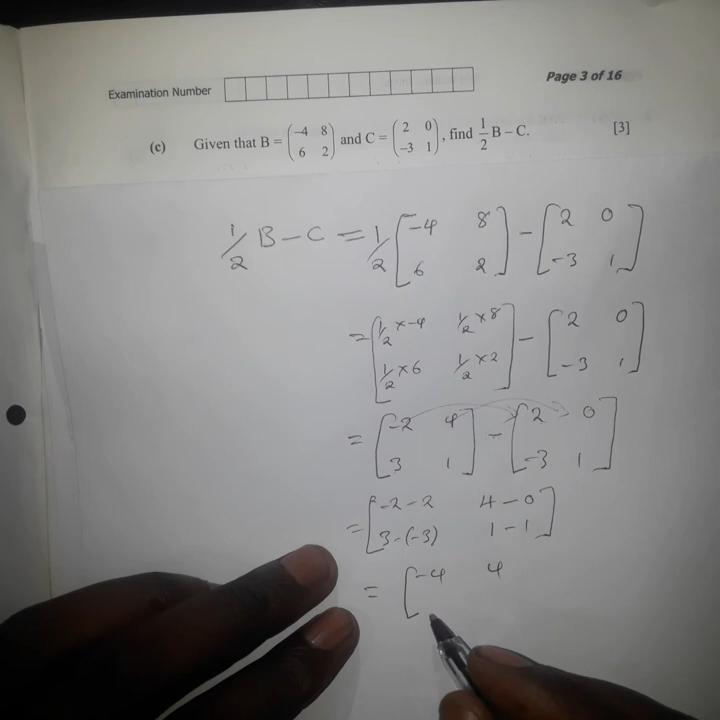 Examination Number
Page 3 of 16
(c) Given that B = (-4 8; 6 2) and C = (2 0; -3 1), find 1/2 B – C. [3]
1/2 B – C = 1/2 [-4 8; 6 2] – [2 0; -3 1]
= [1/2 × -4 1/2 × 8; 1/2 × 6 1/2 × 2] – [2 0; -3 1]
= [-2 4; 3 1] – [2 0; -3 1]
= [-2 - 2 4 - 0; 3 - (-3) 1 - 1]
= [-4 4